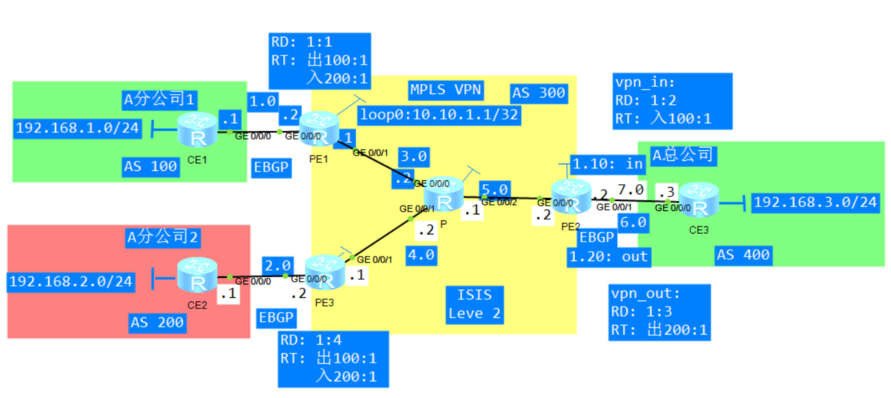 RD: 1:1
RT: 出100:1
入200:1
MPLS VPN
AS 300
vpn_in:
RD: 1:2
RT: 入100:1
A分公司1
1.0
.1
.2
loop0:10.10.1.1/32
192.168.1.0/24
GE 0/0/0
GE 0/0/0
.1
CE1
PE1
GE 0/0/1
AS 100
EBGP
3.0
.2
GE 0/0/0
A总公司
1.10: in
5.0
.2
7.0
.3
GE 0/0/1
P
.1
GE 0/0/2
GE 0/0/0
.2
PE2
GE 0/0/1
6.0
GE 0/0/0
CE3
192.168.3.0/24
EBGP
1.20: out
AS 400
A分公司2
.2
4.0
192.168.2.0/24
2.0
GE 0/0/0
GE 0/0/0
GE 0/0/1
.1
CE2
.1
.2
PE3
AS 200
EBGP
ISIS
Leve 2
vpn_out:
RD: 1:3
RT: 出200:1
RD: 1:4
RT: 出100:1
入200:1